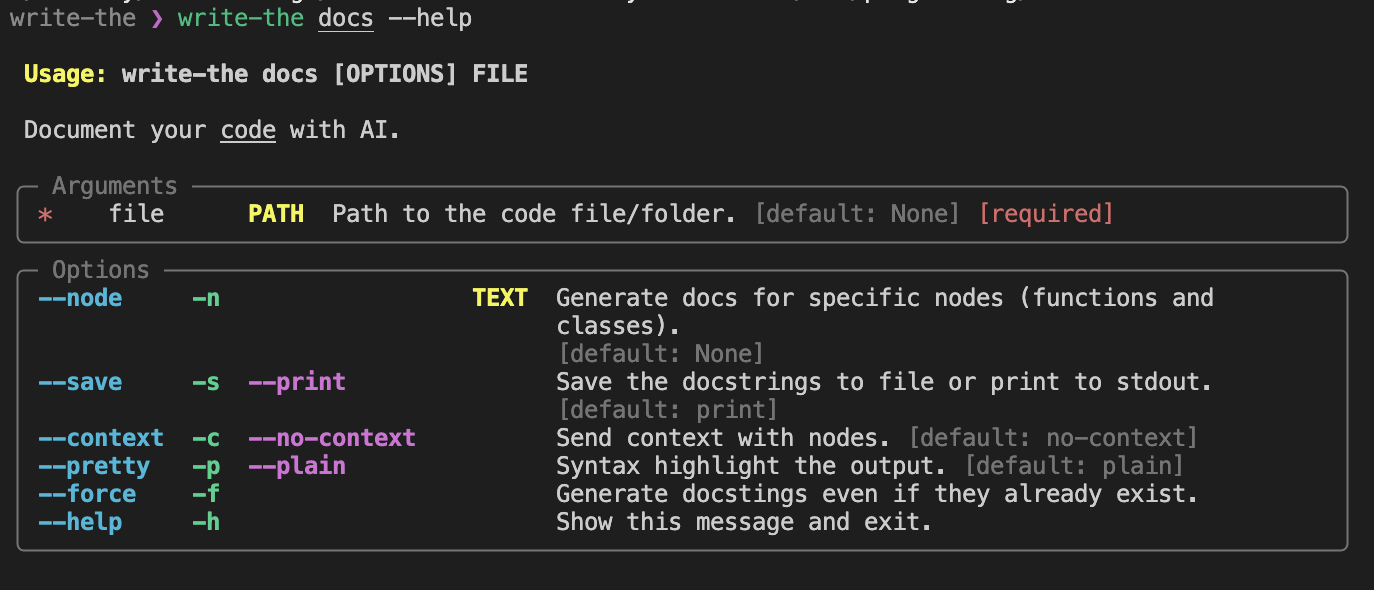 write-the ❯ write-the docs --help
Usage: write-the docs [OPTIONS] FILE
Document your code with AI.
Arguments
* file PATH Path to the code file/folder. [default: None] [required]
Options
--node -n TEXT Generate docs for specific nodes (functions and
classes).
[default: None]
--save -s --print Save the docstrings to file or print to stdout.
[default: print]
--context -c --no-context Send context with nodes. [default: no-context]
--pretty -p --plain Syntax highlight the output. [default: plain]
--force -f Generate docstings even if they already exist.
--help -h Show this message and exit.